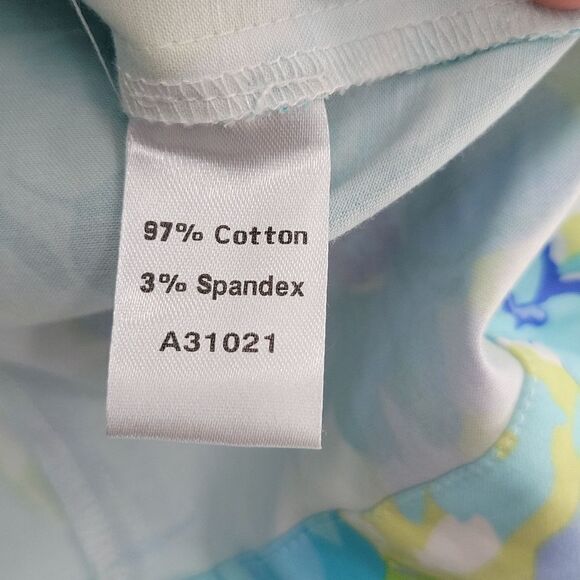 97% Cotton
3% Spandex
A31021